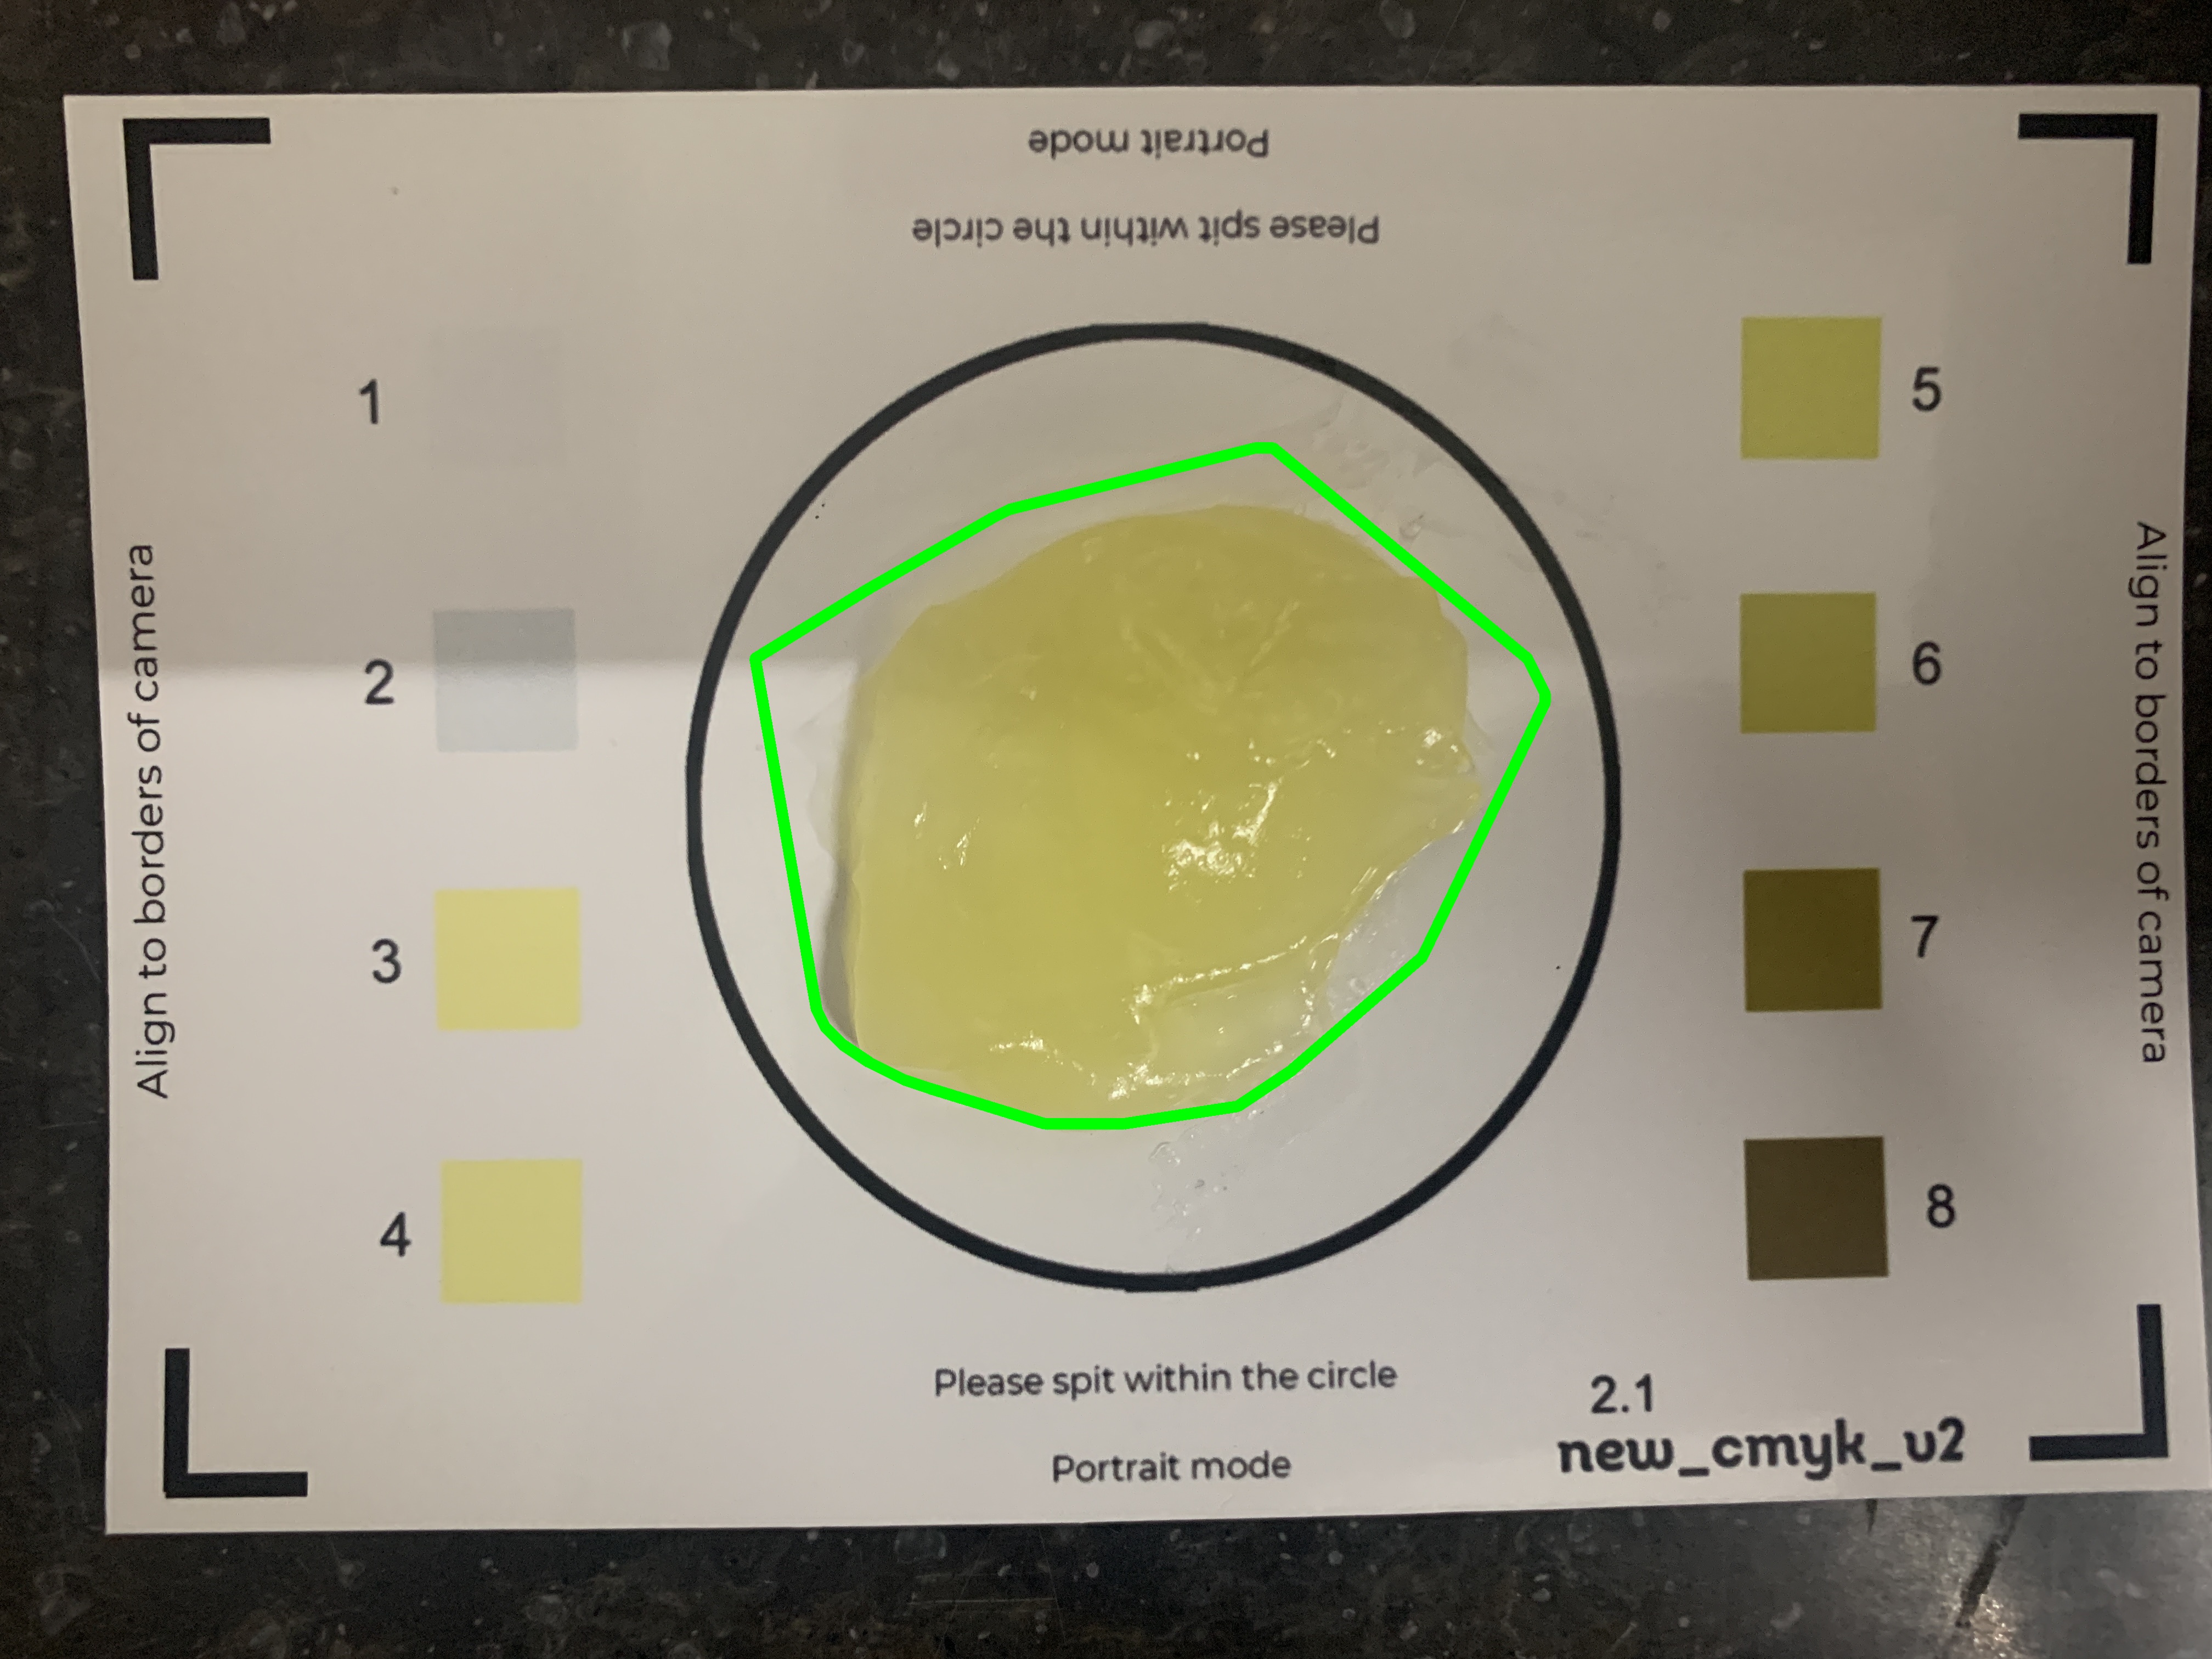 Portrait mode
Please spit within the circle
1
2
3
4
5
6
7
8
Align to borders of camera
Align to borders of camera
Please spit within the circle
Portrait mode
2.1
new_cmyk_v2